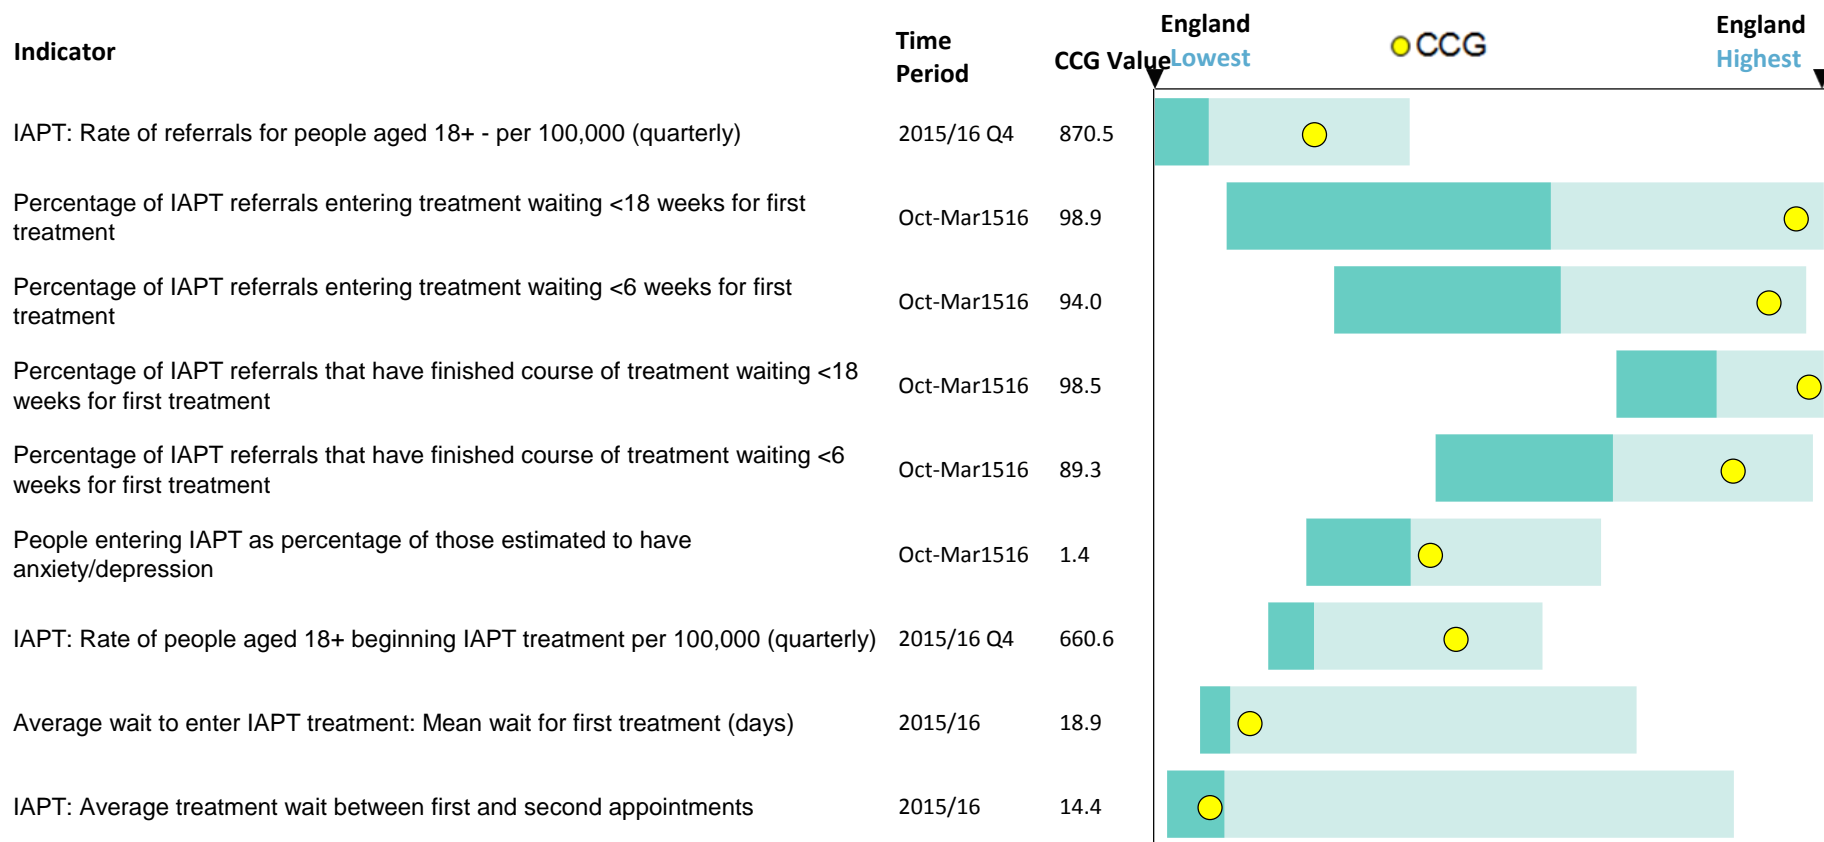 Indicator
Time
Period
CCG Value
England
Lowest
CCG
England
Highest
IAPT: Rate of referrals for people aged 18+ - per 100,000 (quarterly) 2015/16 Q4 870.5
Percentage of IAPT referrals entering treatment waiting <18 weeks for first
treatment
Oct-Mar1516 98.9
Percentage of IAPT referrals entering treatment waiting <6 weeks for first
treatment
Oct-Mar1516 94.0
Percentage of IAPT referrals that have finished course of treatment waiting <18
weeks for first treatment
Oct-Mar1516 98.5
Percentage of IAPT referrals that have finished course of treatment waiting <6
weeks for first treatment
Oct-Mar1516 89.3
People entering IAPT as percentage of those estimated to have
anxiety/depression
Oct-Mar1516 1.4
IAPT: Rate of people aged 18+ beginning IAPT treatment per 100,000 (quarterly) 2015/16 Q4 660.6
Average wait to enter IAPT treatment: Mean wait for first treatment (days) 2015/16 18.9
IAPT: Average treatment wait between first and second appointments 2015/16 14.4